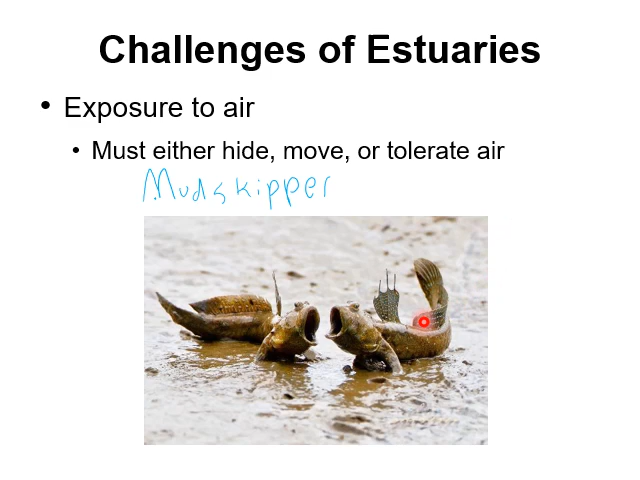 Challenges of Estuaries
• Exposure to air
• Must either hide, move, or tolerate air
Mudskipper